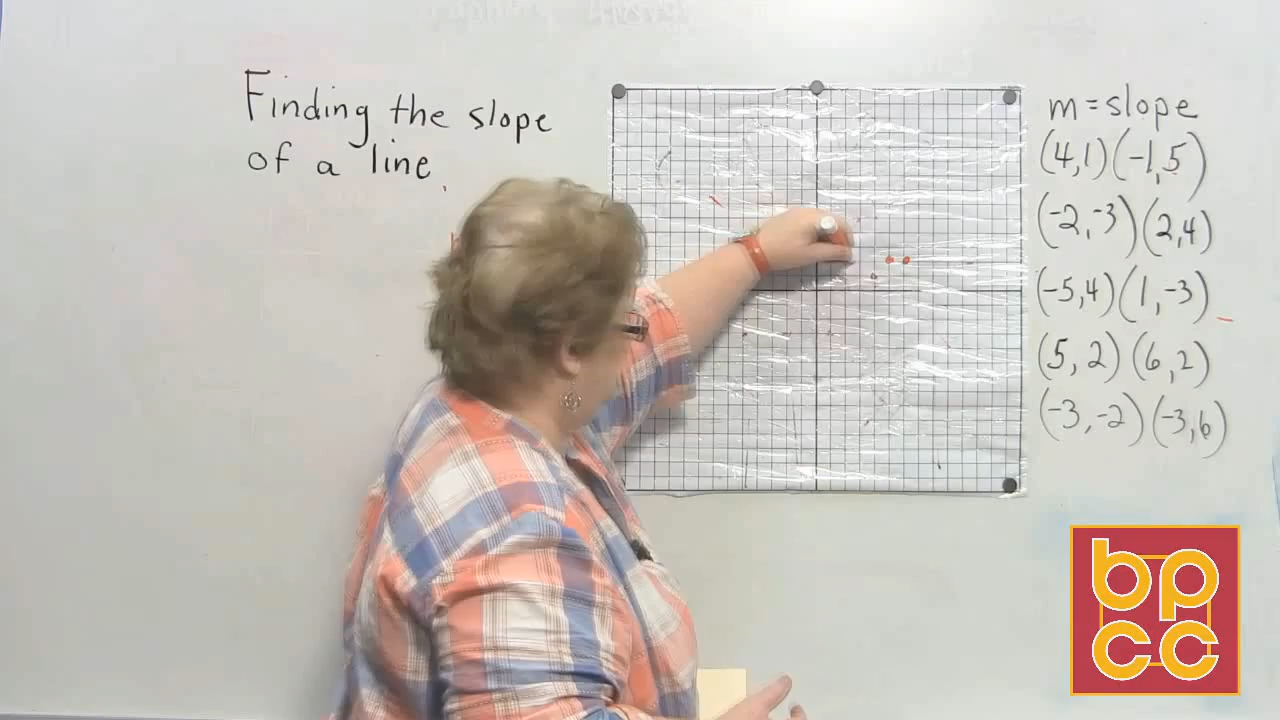 Finding the slope
of a line
m = slope
(4,1)(-1,5)
(-2,-3)(2,4)
(-5,4)(1,-3)
(5,2)(6,2)
(-3,-2)(-3,6)
bp
cc